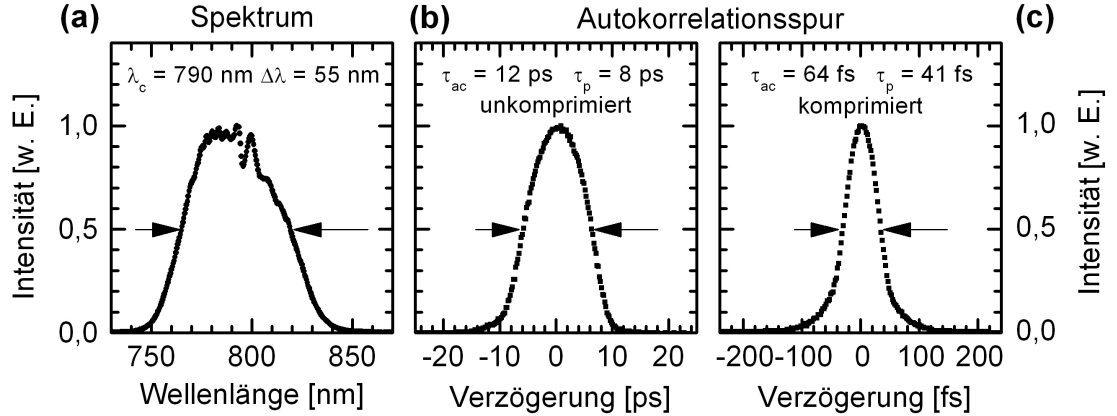 (a) Spektrum (b) Autokorrelationsspur (c)
λc = 790 nm Δλ = 55 nm
τac = 12 ps τp = 8 ps
unkomprimiert
τac = 64 fs τp = 41 fs
komprimiert
Intensität [w. E.]
1,0
0,5
0,0
750 800 850
Wellenlänge [nm]
-20 -10 0 10 20
Verzögerung [ps]
-200 -100 0 100 200
Verzögerung [fs]
1,0
0,5
0,0
Intensität [w. E.]